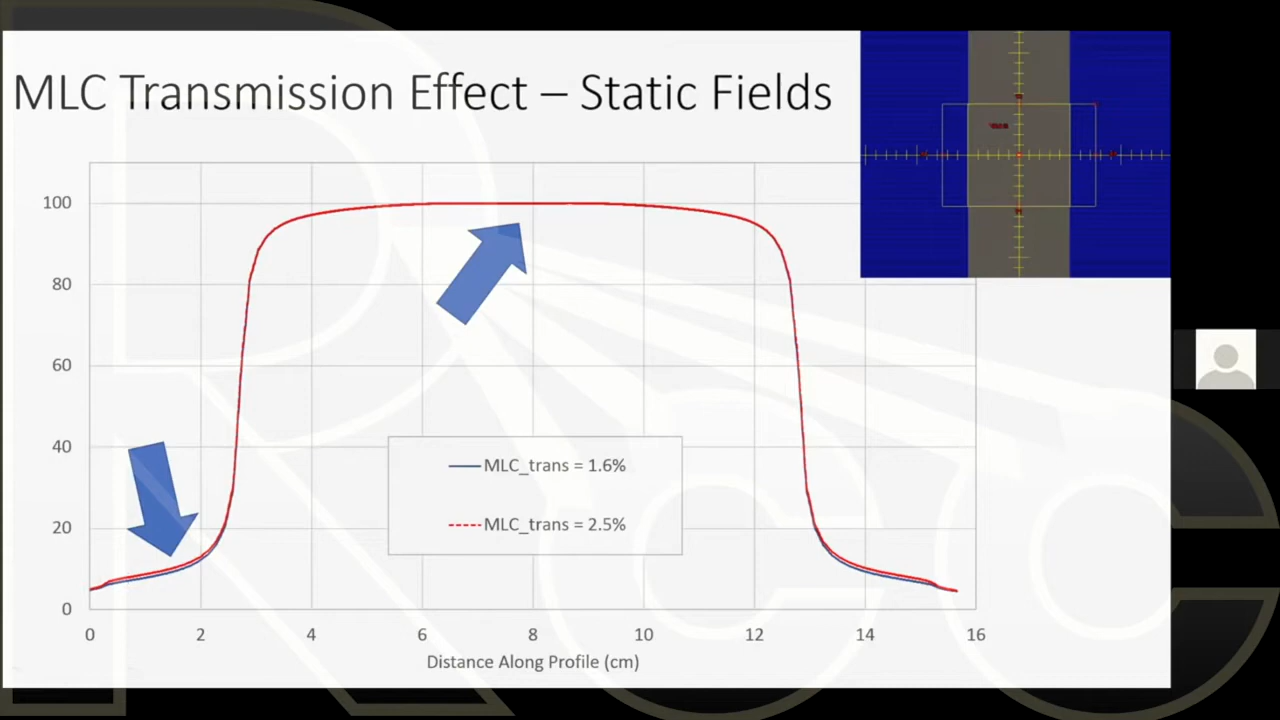 MLC Transmission Effect – Static Fields
100
80
60
40
20
0
MLC_trans = 1.6%
MLC_trans = 2.5%
0 2 4 6 8 10 12 14 16
Distance Along Profile (cm)